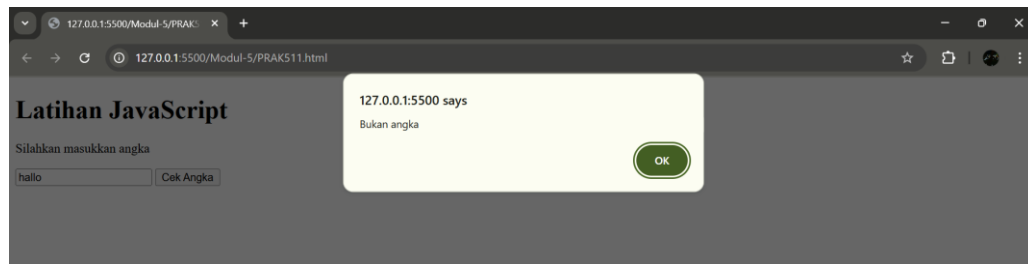 127.0.0.1:5500/Modul-5/PRAK5
127.0.0.1:5500/Modul-5/PRAK511.html
Latihan JavaScript
Silahkan masukkan angka
hallo
Cek Angka
127.0.0.1:5500 says
Bukan angka
OK